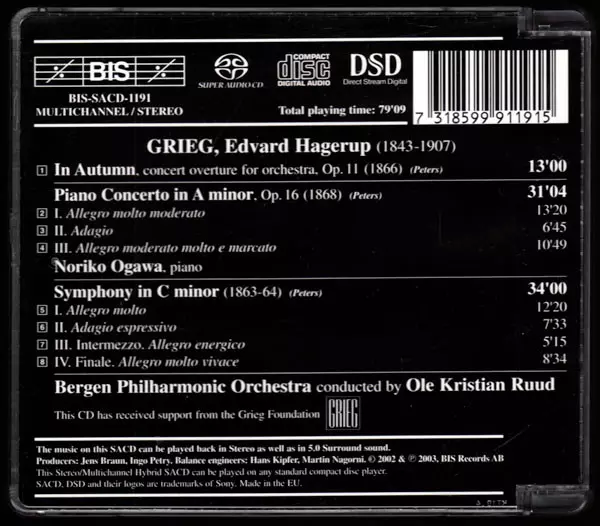 BIS
SUPER AUDIO CD
COMPACT
disc
DIGITAL AUDIO
DSD
Direct Stream Digital
BIS-SACD-1191
MULTICHANNEL / STEREO
Total playing time: 79'09
7 318599 911915
GRIEG, Edvard Hagerup (1843-1907)
1 In Autumn, concert overture for orchestra, Op. 11 (1866) (Peters) 13'00
Piano Concerto in A minor, Op. 16 (1868) (Peters) 31'04
2 I. Allegro molto moderato 13'20
3 II. Adagio 6'45
4 III. Allegro moderato molto e marcato 10'49
Noriko Ogawa, piano
Symphony in C minor (1863-64) (Peters) 34'00
5 I. Allegro molto 12'20
6 II. Adagio espressivo 7'33
7 III. Intermezzo. Allegro energico 5'15
8 IV. Finale. Allegro molto vivace 8'34
Bergen Philharmonic Orchestra conducted by Ole Kristian Ruud
This CD has received support from the Grieg Foundation GRIEG
The music on this SACD can be played back in Stereo as well as in 5.0 Surround sound.
Producers: Jens Braun, Ingo Petry. Balance engineers: Hans Kipfer, Martin Nagorni. © 2002 & ℗ 2003, BIS Records AB
This Stereo/Multichannel Hybrid SACD can be played on any standard compact disc player.
SACD, DSD and their logos are trademarks of Sony. Made in the EU.